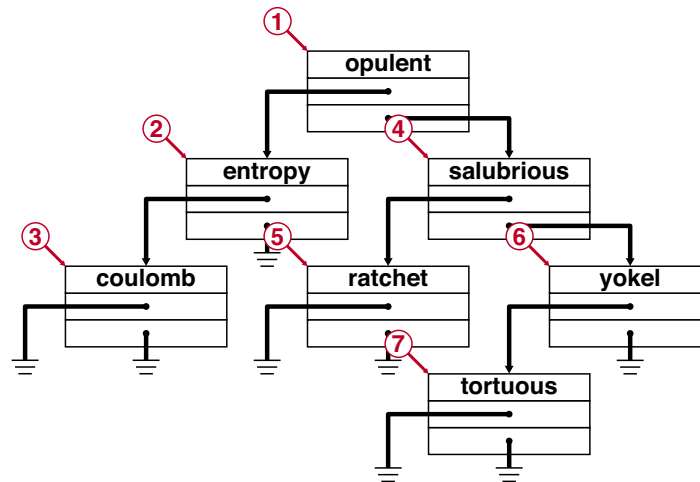 1
opulent
2
4
entropy
salubrious
3
5
6
coulomb
ratchet
yokel
7
tortuous